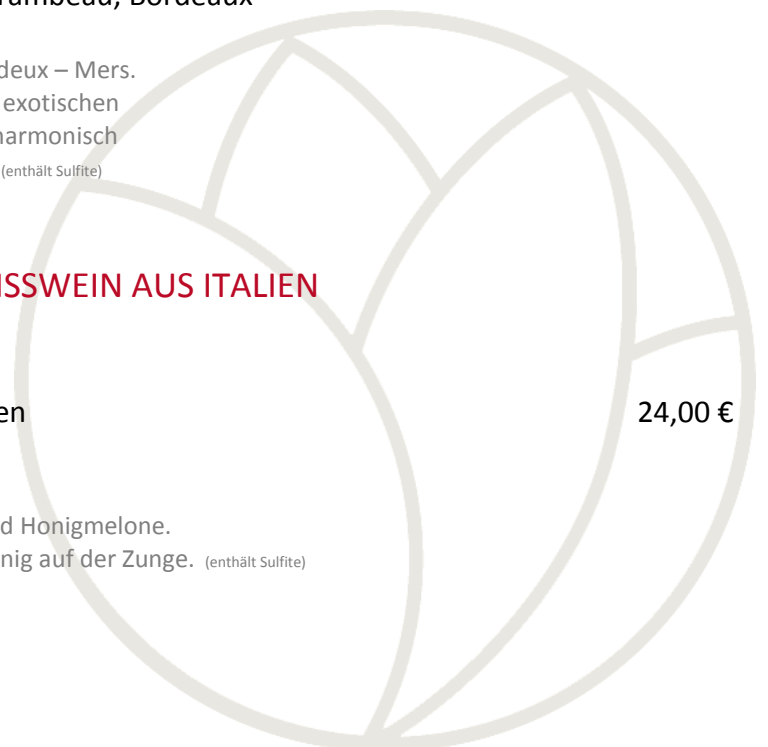 rambeau, Bordeaux
deux – Mers.
exotischen
harmonisch
(enthält Sulfite)
ISSWEIN AUS ITALIEN
en 24,00 €
d Honigmelone.
nig auf der Zunge. (enthält Sulfite)